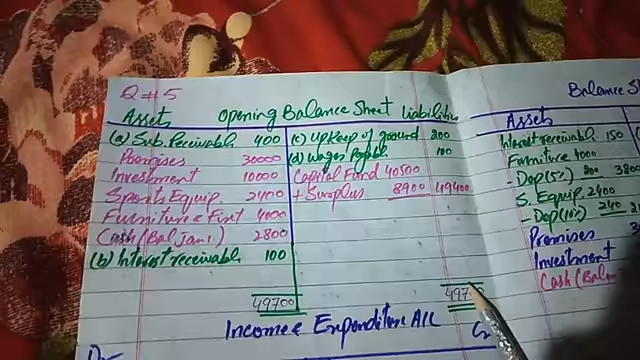 Q # 5
Balance S
Opening Balance Sheet
Assets Liabilities
(a) Sub. Receivable 400 (c) Upkeep of ground 200
Premises 30000 (d) Wages Payable 100
Investment 10000 Capital Fund 40500
Sports Equip. 2400 + Surplus 8900 49400
Furniture & Fixt 4000
Cash (Bal Jan 1) 2800
(b) Interest receivable 100
49700 497
Income & Expenditure A/C
Dr Cr
Assets
Interest receivable 150
Furniture 4000
- Dep (5%) 200 3800
S. Equip. 2400
- Dep (10%) 240
Premises
Investment
Cash (Balan